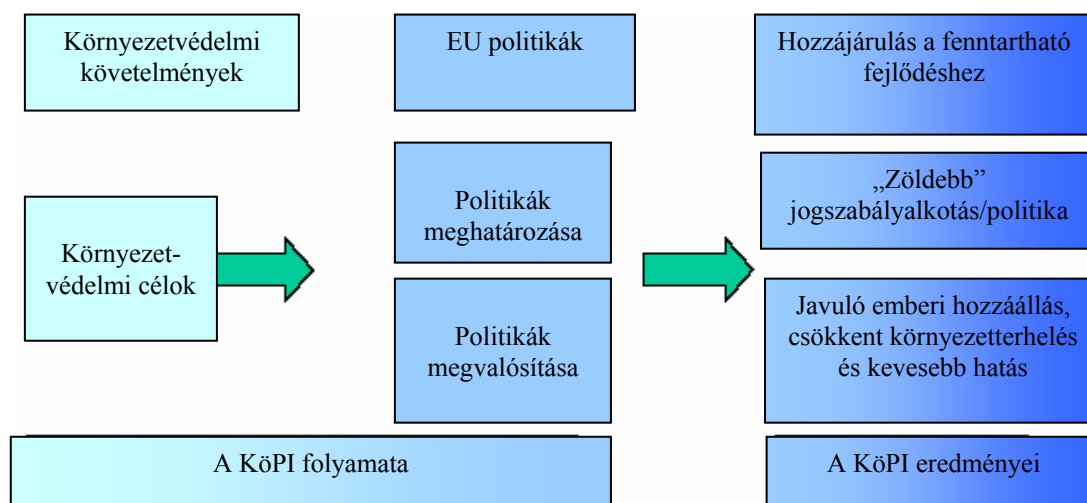 Környezetvédelmi
követelmények
EU politikák
Hozzájárulás a fenntartható
fejlődéshez
Környezet-
védelmi célok
Politikák
meghatározása
Politikák
megvalósítása
„Zöldebb”
jogszabályalkotás/politika
Javuló emberi hozzáállás,
csökkent környezetterhelés
és kevesebb hatás
A KöPI folyamata
A KöPI eredményei